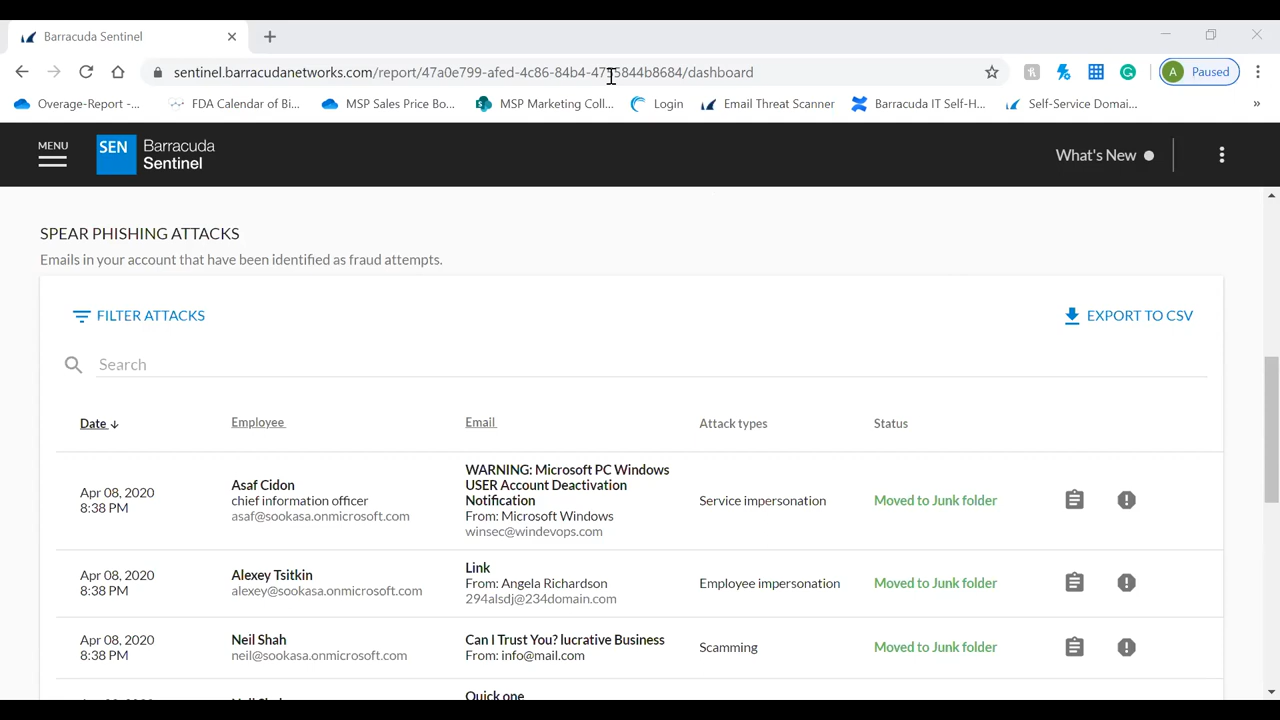 Barracuda Sentinel
sentinel.barracudanetworks.com/report/47a0e789-afed-4c86-84b4-4755844b8684/dashboard
A Paused
Overage-Report -... FDA Calendar of Bi... MSP Sales Price Bo... MSP Marketing Coll... Login Email Threat Scanner Barracuda IT Self-H... Self-Service Domai... »
MENU
SEN Barracuda
Sentinel
What's New
SPEAR PHISHING ATTACKS
Emails in your account that have been identified as fraud attempts.
FILTER ATTACKS
EXPORT TO CSV
Search
Date Employee Email Attack types Status
Apr 08, 2020
8:38 PM
Asaf Cidon
chief information officer
asaf@sookasa.onmicrosoft.com
WARNING: Microsoft PC Windows
USER Account Deactivation
Notification
From: Microsoft Windows
winsec@windevops.com
Service impersonation
Moved to Junk folder
Apr 08, 2020
8:38 PM
Alexey Tsitkin
alexey@sookasa.onmicrosoft.com
Link
From: Angela Richardson
294alsdj@234domain.com
Employee impersonation
Moved to Junk folder
Apr 08, 2020
8:38 PM
Neil Shah
neil@sookasa.onmicrosoft.com
Can I Trust You? lucrative Business
From: info@mail.com
Scamming
Moved to Junk folder
Quick one